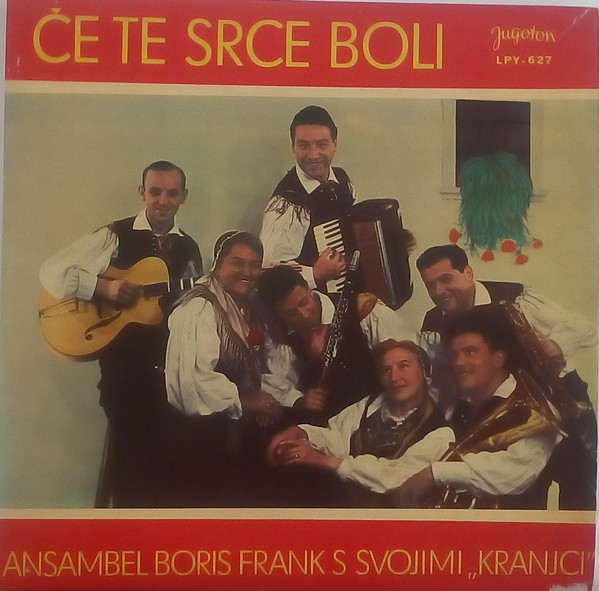 ČE TE SRCE BOLI
Jugoton
LPY-627
ANSAMBEL BORIS FRANK S SVOJIMI „KRANJCI"